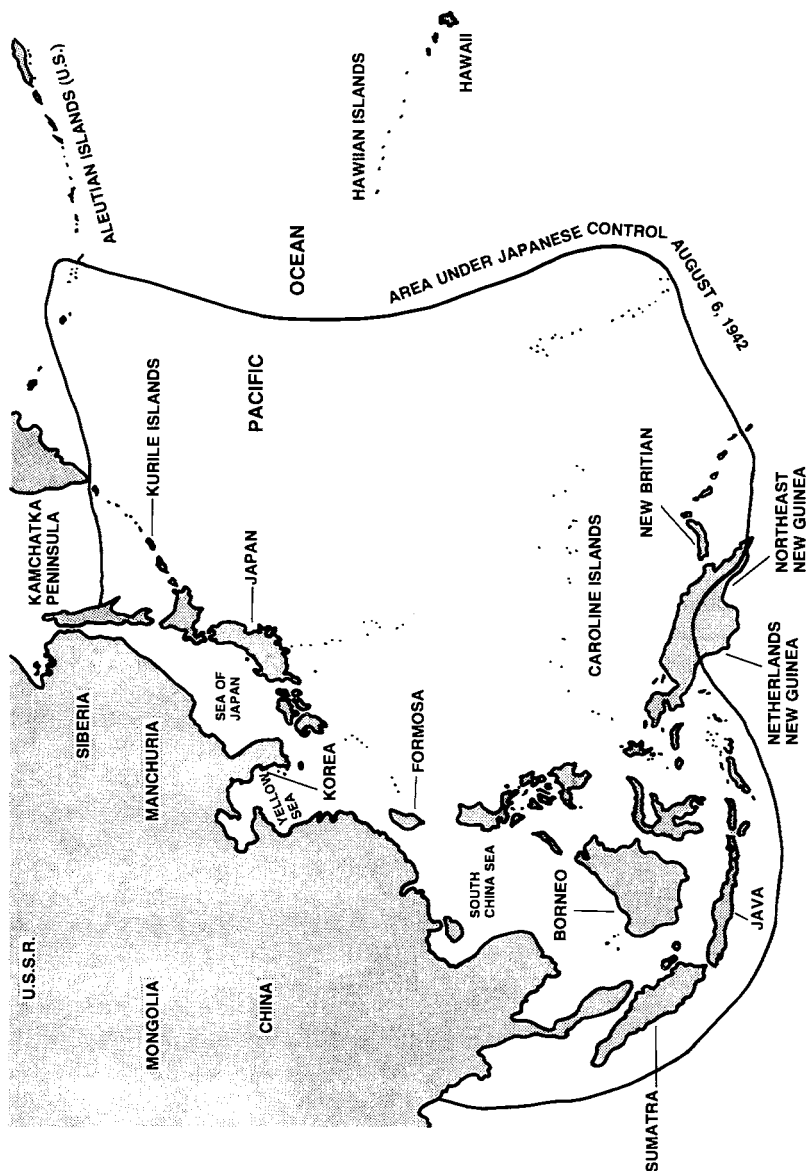 ALEUTIAN ISLANDS (U.S.)
HAWIIAN ISLANDS
HAWAII
PACIFIC
OCEAN
AREA UNDER JAPANESE CONTROL AUGUST 6, 1942
KAMCHATKA
PENINSULA
KURILE ISLANDS
JAPAN
SEA OF
JAPAN
SIBERIA
MANCHURIA
U.S.S.R.
MONGOLIA
CHINA
YELLOW
SEA
KOREA
FORMOSA
SOUTH
CHINA SEA
CAROLINE ISLANDS
NEW BRITIAN
NORTHEAST
NEW GUINEA
NETHERLANDS
NEW GUINEA
BORNEO
JAVA
SUMATRA